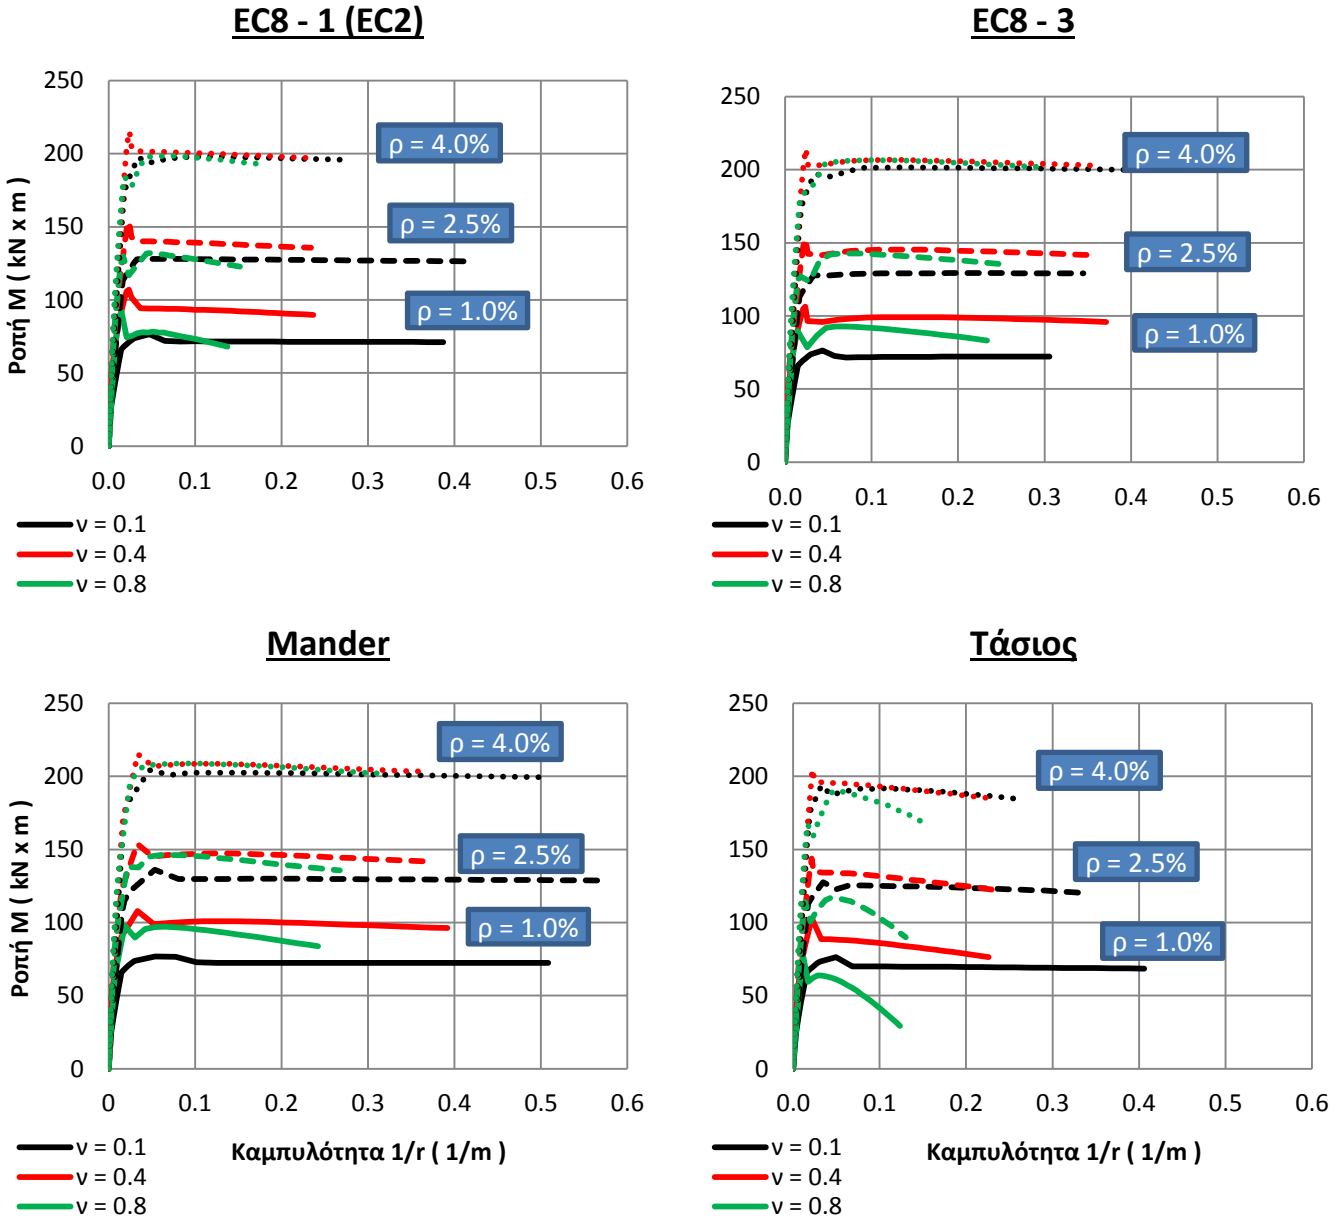 EC8 - 1 (EC2)
250
200
150
100
50
0
0.0 0.1 0.2 0.3 0.4 0.5 0.6
Ροπή M ( kN x m )
ρ = 4.0%
ρ = 2.5%
ρ = 1.0%
ν = 0.1
ν = 0.4
ν = 0.8
EC8 - 3
250
200
150
100
50
0
0.0 0.1 0.2 0.3 0.4 0.5 0.6
ρ = 4.0%
ρ = 2.5%
ρ = 1.0%
ν = 0.1
ν = 0.4
ν = 0.8
Mander
250
200
150
100
50
0
0 0.1 0.2 0.3 0.4 0.5 0.6
Ροπή M ( kN x m )
ρ = 4.0%
ρ = 2.5%
ρ = 1.0%
Καμπυλότητα 1/r ( 1/m )
ν = 0.1
ν = 0.4
ν = 0.8
Τάσιος
250
200
150
100
50
0
0.0 0.1 0.2 0.3 0.4 0.5 0.6
ρ = 4.0%
ρ = 2.5%
ρ = 1.0%
Καμπυλότητα 1/r ( 1/m )
ν = 0.1
ν = 0.4
ν = 0.8